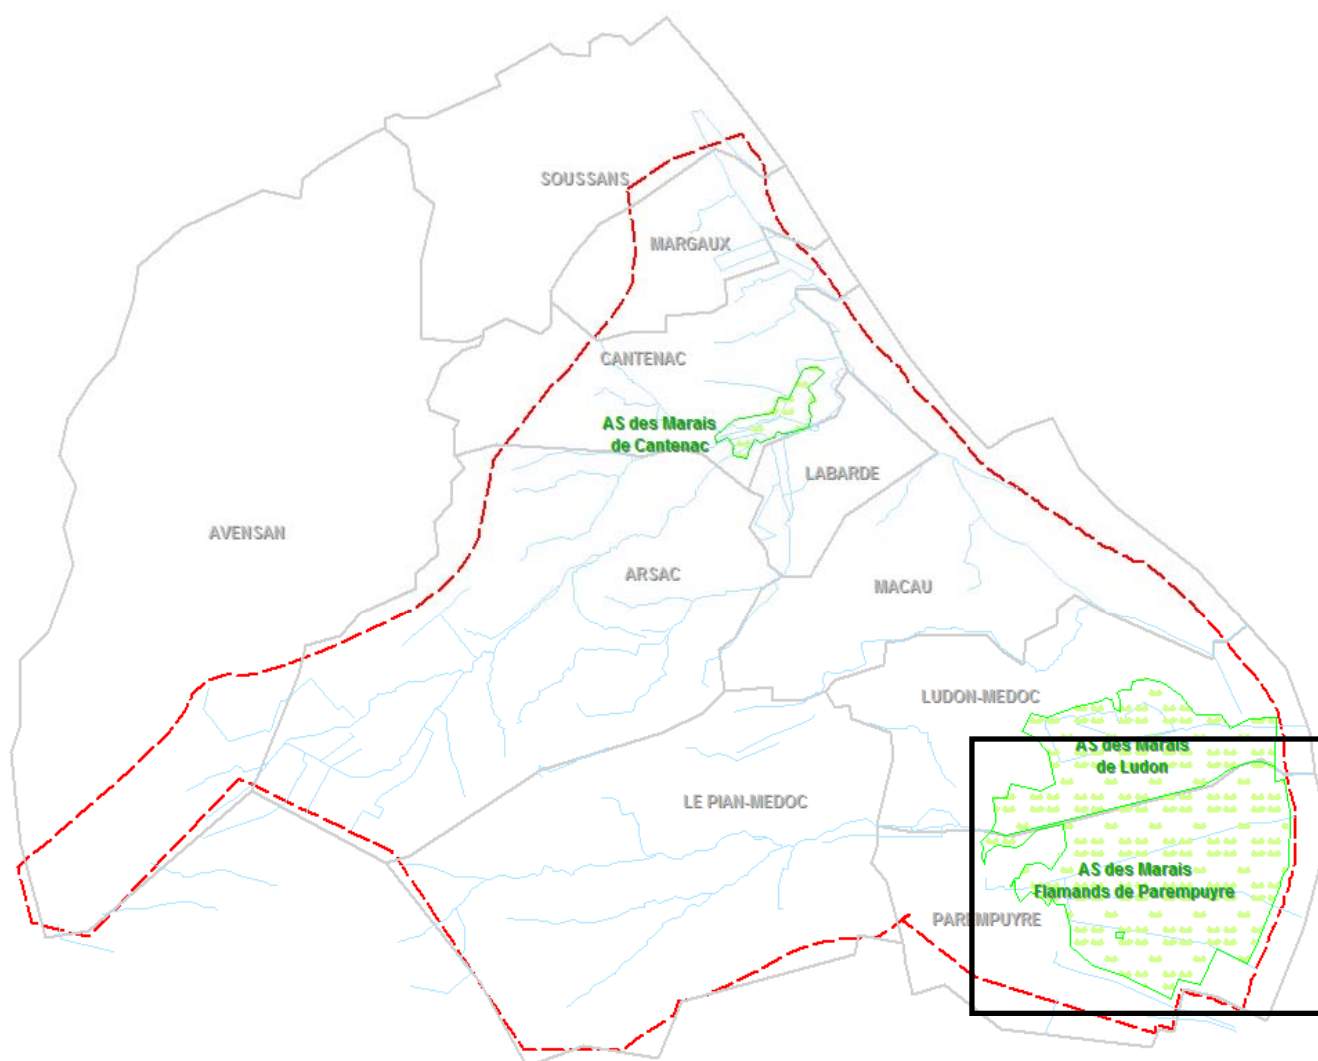 SOUSSANS
MARGAUX
CANTENAC
AS des Marais
de Cantenac
LABARDE
AVENSAN
ARSAC
MACAU
LUDON-MEDOC
AS des Marais
de Ludon
LE PIAN-MEDOC
AS des Marais
Flamands de Parempuyre
PAREMPUYRE